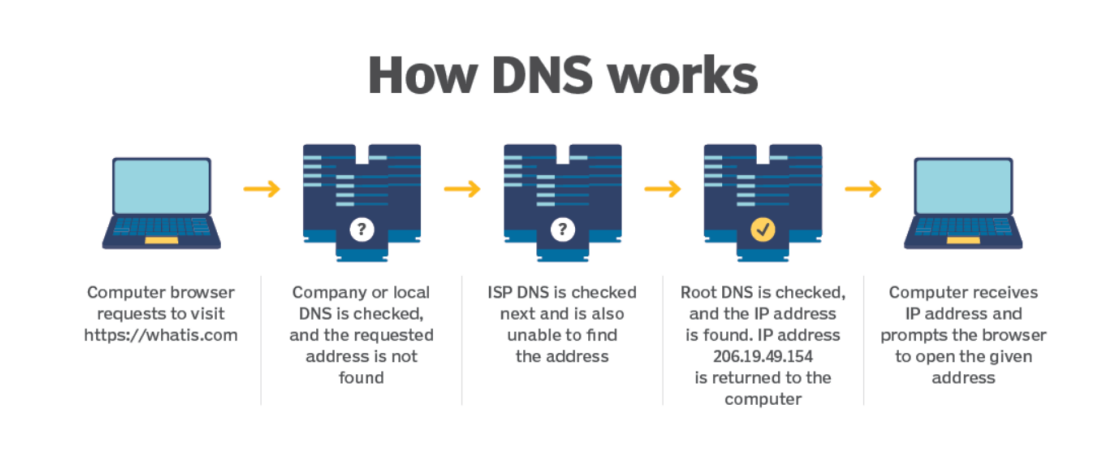 How DNS works
?
?
Computer browser
requests to visit
https://whatis.com
Company or local
DNS is checked,
and the requested
address is not
found
ISP DNS is checked
next and is also
unable to find
the address
Root DNS is checked,
and the IP address
is found. IP address
206.19.49.154
is returned to the
computer
Computer receives
IP address and
prompts the browser
to open the given
address